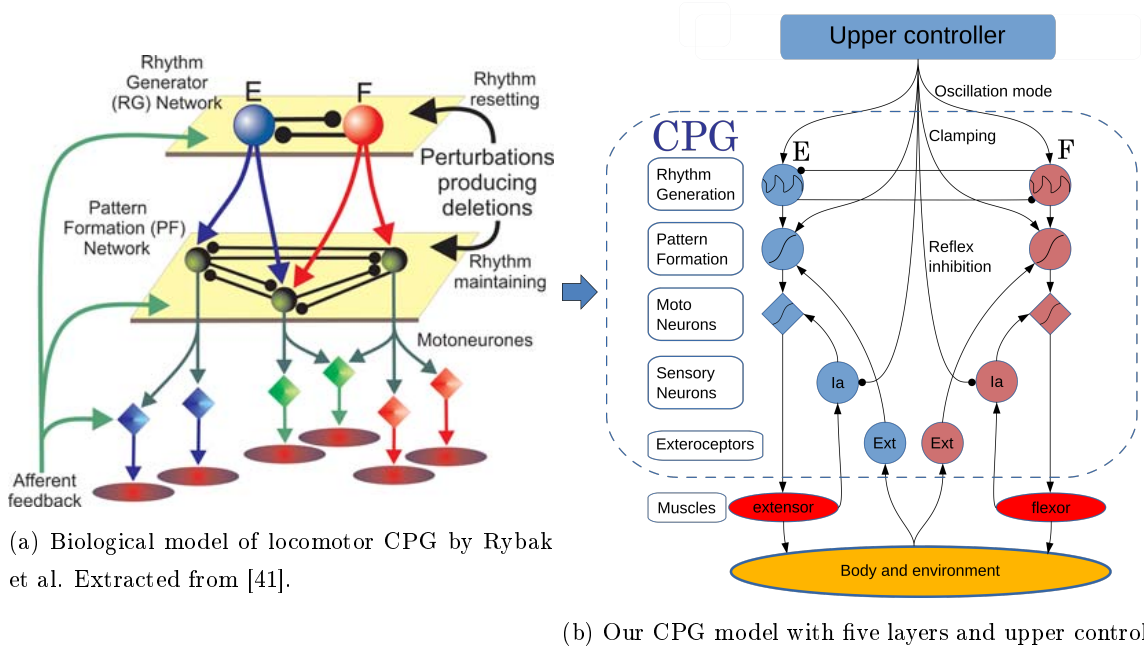 Rhythm
Generator
(RG) Network
E
F
Rhythm
resetting
Perturbations
producing
deletions
Pattern
Formation (PF)
Network
Rhythm
maintaining
Motoneurones
Afferent
feedback
(a) Biological model of locomotor CPG by Rybak
et al. Extracted from [41].
Upper controller
Oscillation mode
CPG
Clamping
E
F
Rhythm
Generation
Pattern
Formation
Reflex
inhibition
Moto
Neurons
Sensory
Neurons
Ia
Ia
Exteroceptors
Ext
Ext
Muscles
extensor
flexor
Body and environment
(b) Our CPG model with five layers and upper control